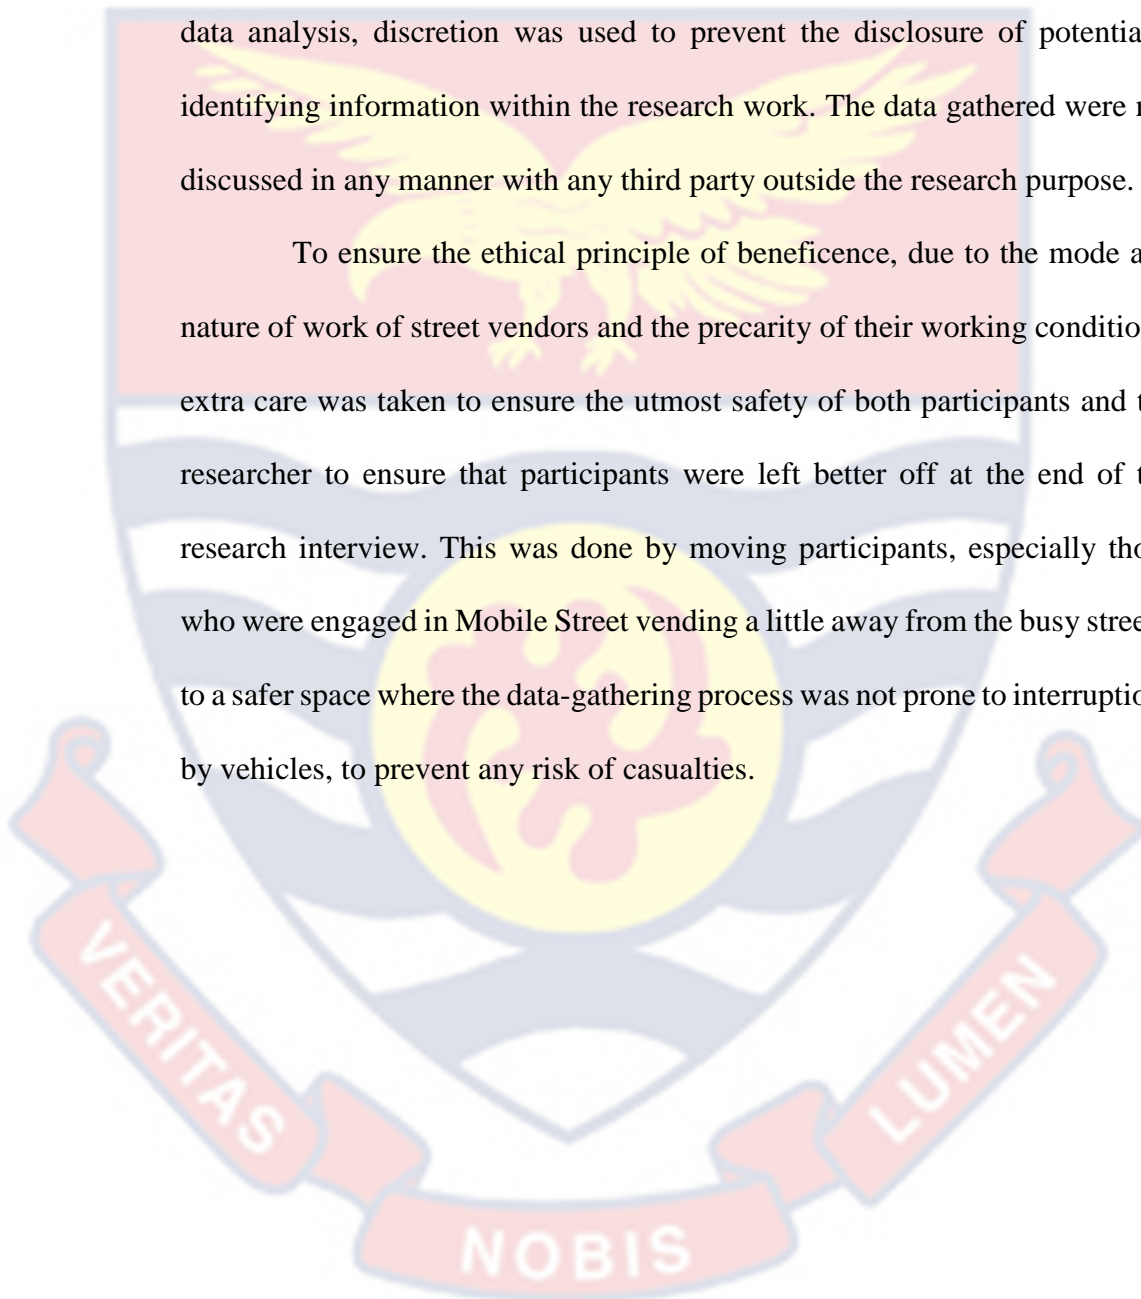 data analysis, discretion was used to prevent the disclosure of potentia
identifying information within the research work. The data gathered were
discussed in any manner with any third party outside the research purpose.
To ensure the ethical principle of beneficence, due to the mode a
nature of work of street vendors and the precarity of their working condition
extra care was taken to ensure the utmost safety of both participants and t
researcher to ensure that participants were left better off at the end of t
research interview. This was done by moving participants, especially tho
who were engaged in Mobile Street vending a little away from the busy stree
to a safer space where the data-gathering process was not prone to interruptio
by vehicles, to prevent any risk of casualties.
VERITAS
NOBIS
LUMEN